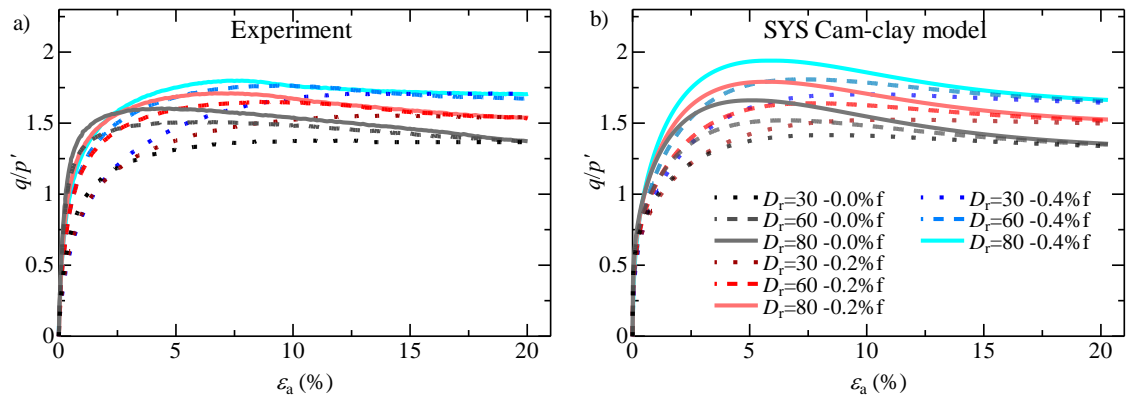 a)
Experiment
2
1.5
1
0.5
0
q/p′
0
5
10
15
20
εa (%)
b)
SYS Cam-clay model
2
1.5
1
0.5
0
q/p′
0
5
10
15
20
εa (%)
Dr=30 -0.0%f
Dr=60 -0.0%f
Dr=80 -0.0%f
Dr=30 -0.2%f
Dr=60 -0.2%f
Dr=80 -0.2%f
Dr=30 -0.4%f
Dr=60 -0.4%f
Dr=80 -0.4%f